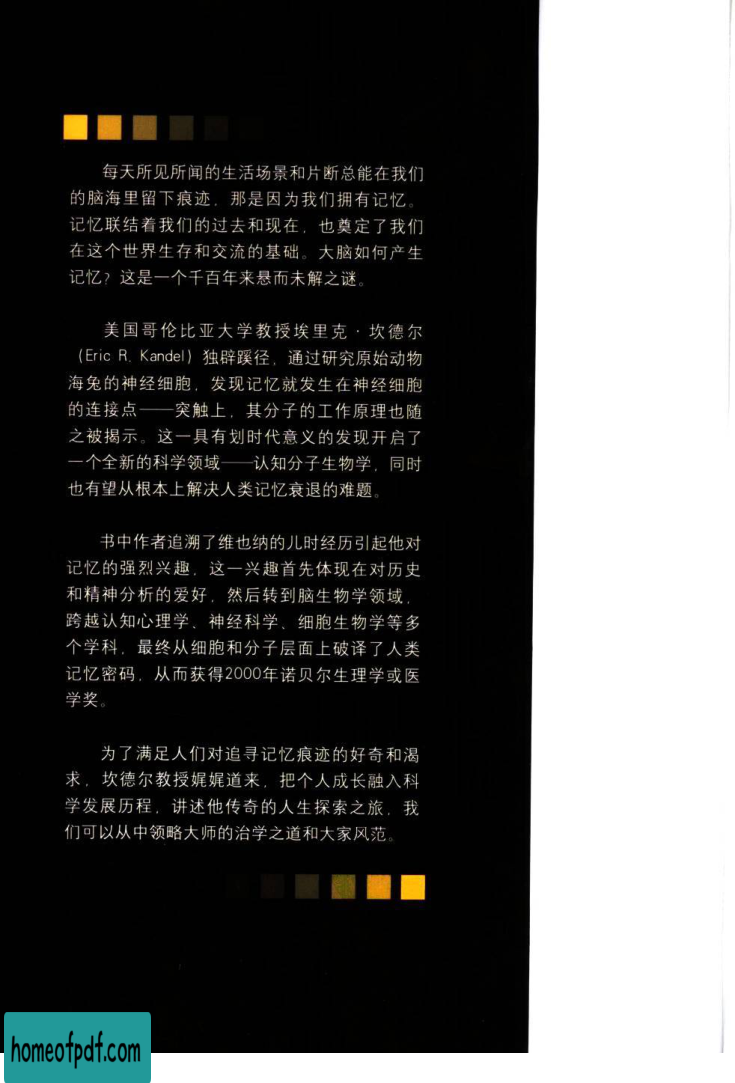 每天所见所闻的生活场景和片断总能在我们
的脑海里留下痕迹，那是因为我们拥有记忆。
记忆联结着我们的过去和现在，也奠定了我们
在这个世界生存和交流的基础。大脑如何产生
记忆？这是一个千百年来悬而未解之谜。
美国哥伦比亚大学教授埃里克·坎德尔
（Eric R. Kandel）独辟蹊径，通过研究原始动物
海兔的神经细胞，发现记忆就发生在神经细胞
的连接点——突触上，其分子的工作原理也随
之被揭示。这一具有划时代意义的发现开启了
一个全新的科学领域——认知分子生物学，同时
也有望从根本上解决人类记忆衰退的难题。
书中作者追溯了维也纳的儿时经历引起他对
记忆的强烈兴趣，这一兴趣首先体现在对历史
和精神分析的爱好，然后转到脑生物学领域，
跨越认知心理学、神经科学、细胞生物学等多
个学科，最终从细胞和分子层面上破译了人类
记忆密码，从而获得2000年诺贝尔生理学或医
学奖。
为了满足人们对追寻记忆痕迹的好奇和渴
求，坎德尔教授娓娓道来，把个人成长融入科
学发展历程，讲述他传奇的人生探索之旅，我
们可以从中领略大师的治学之道和大家风范。
homeofpdf.com